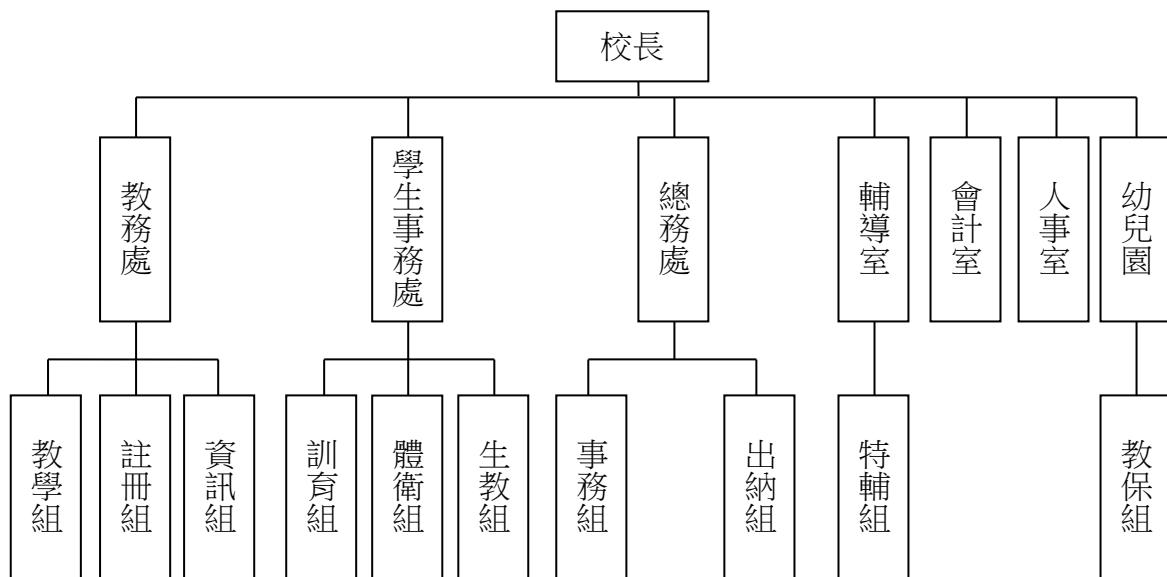 校長
教務處
學生事務處
總務處
輔導室
會計室
人事室
幼兒園
教學組
註冊組
資訊組
訓育組
體衛組
生教組
事務組
出納組
特輔組
教保組